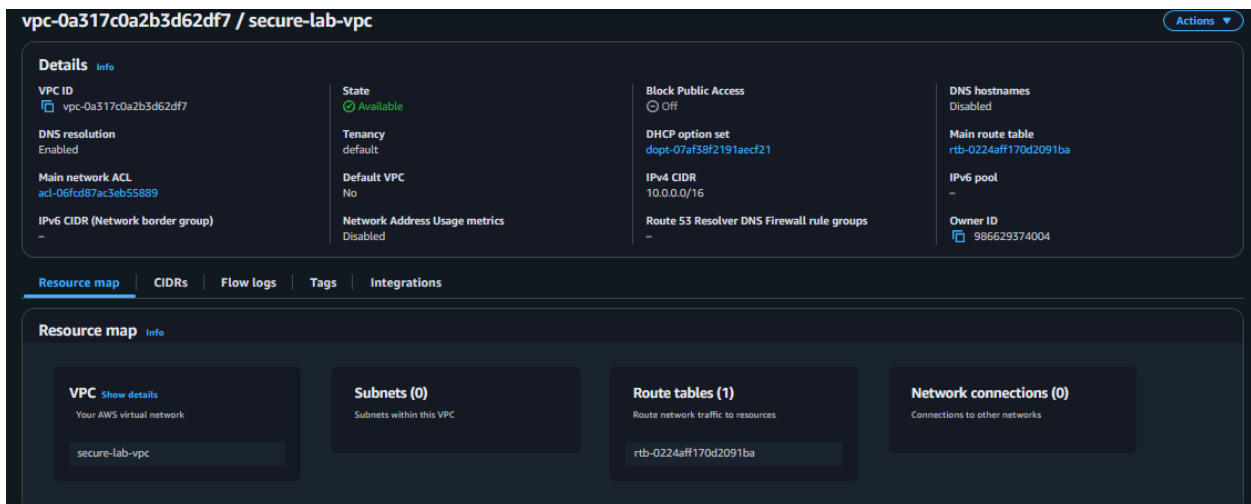 vpc-0a317c0a2b3d62df7 / secure-lab-vpc
Actions
Details Info
VPC ID
vpc-0a317c0a2b3d62df7
State
Available
Block Public Access
Off
DNS hostnames
Disabled
DNS resolution
Enabled
Tenancy
default
DHCP option set
dopt-07af38f2191aecf21
Main route table
rtb-0224aff170d2091ba
Main network ACL
acl-06fcd87ac3eb55889
Default VPC
No
IPv4 CIDR
10.0.0.0/16
IPv6 pool
–
IPv6 CIDR (Network border group)
–
Network Address Usage metrics
Disabled
Route 53 Resolver DNS Firewall rule groups
–
Owner ID
986629374004
Resource map
CIDRs
Flow logs
Tags
Integrations
Resource map Info
VPC Show details
Your AWS virtual network
secure-lab-vpc
Subnets (0)
Subnets within this VPC
Route tables (1)
Route network traffic to resources
rtb-0224aff170d2091ba
Network connections (0)
Connections to other networks